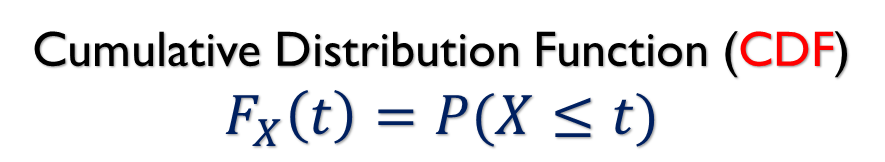 Cumulative Distribution Function (CDF)
F_X(t) = P(X ≤ t)